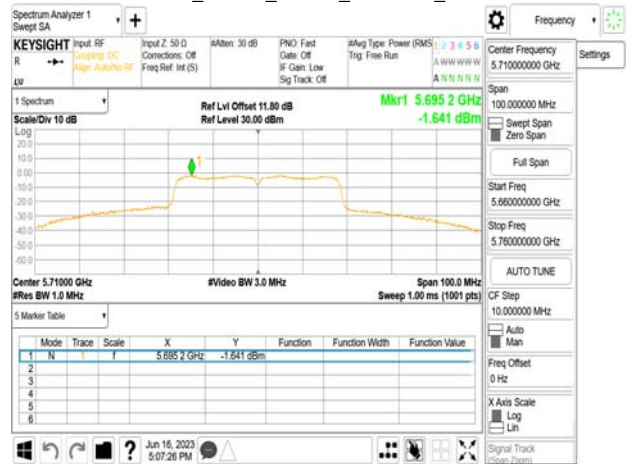 Spectrum Analyzer 1
Swept SA
+
Frequency
KEYSIGHT
Input: RF
Coupling: DC
Align: Auto/No RF
Input Z: 50 Ω
Corrections: Off
Freq Ref: Int (S)
#Atten: 30 dB
PNO: Fast
Gate: Off
IF Gain: Low
Sig Track: Off
#Avg Type: Power (RMS
Trig: Free Run
1 2 3 4 5 6
A W W W W W
A N N N N N
R
Center Frequency
5.710000000 GHz
Settings
Span
100.000000 MHz
Swept Span
Zero Span
Full Span
Start Freq
5.660000000 GHz
Stop Freq
5.760000000 GHz
AUTO TUNE
CF Step
10.000000 MHz
Auto
Man
Freq Offset
0 Hz
X Axis Scale
Log
Lin
Signal Track
(Span Zoom)
1 Spectrum
Scale/Div 10 dB
Ref Lvl Offset 11.80 dB
Ref Level 30.00 dBm
Mkr1 5.695 2 GHz
-1.641 dBm
Log
20.0
10.0
0.00
-10.0
-20.0
-30.0
-40.0
-50.0
-60.0
1
Center 5.71000 GHz
#Res BW 1.0 MHz
#Video BW 3.0 MHz
Span 100.0 MHz
Sweep 1.00 ms (1001 pts)
5 Marker Table
Mode Trace Scale X Y Function Function Width Function Value
1 N 1 f 5.695 2 GHz -1.641 dBm
2
3
4
5
6
?
Jun 16, 2023
5:07:26 PM